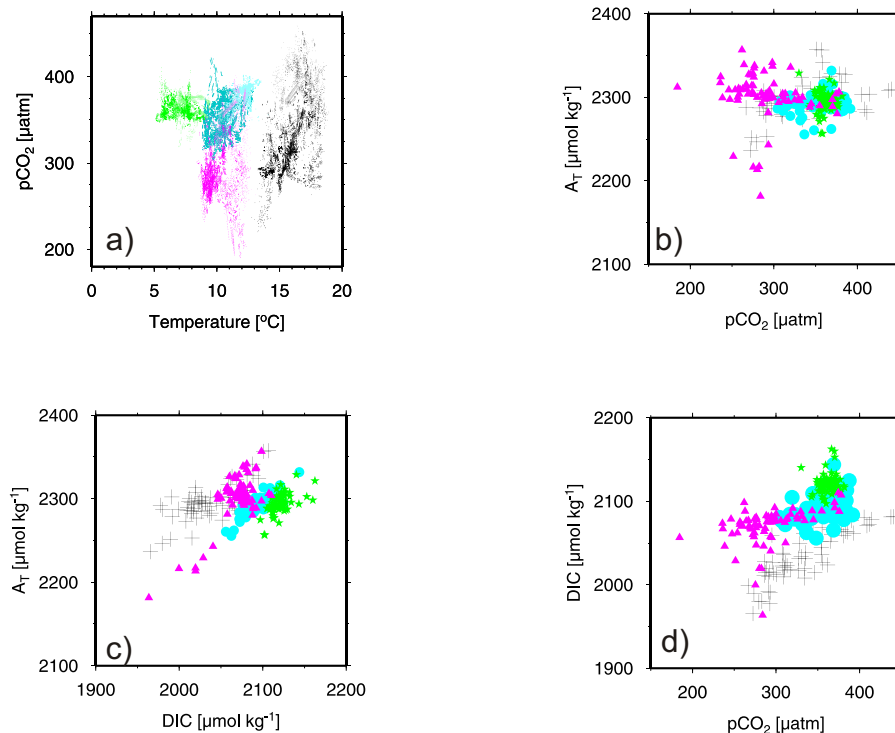 400
300
200
pCO2 [µatm]
a)
0 5 10 15 20
Temperature [ºC]
2400
2300
2200
2100
AT [µmol kg-1]
b)
200 300 400
pCO2 [µatm]
2400
2300
2200
2100
AT [µmol kg-1]
c)
1900 2000 2100 2200
DIC [µmol kg-1]
2200
2100
2000
1900
DIC [µmol kg-1]
d)
200 300 400
pCO2 [µatm]